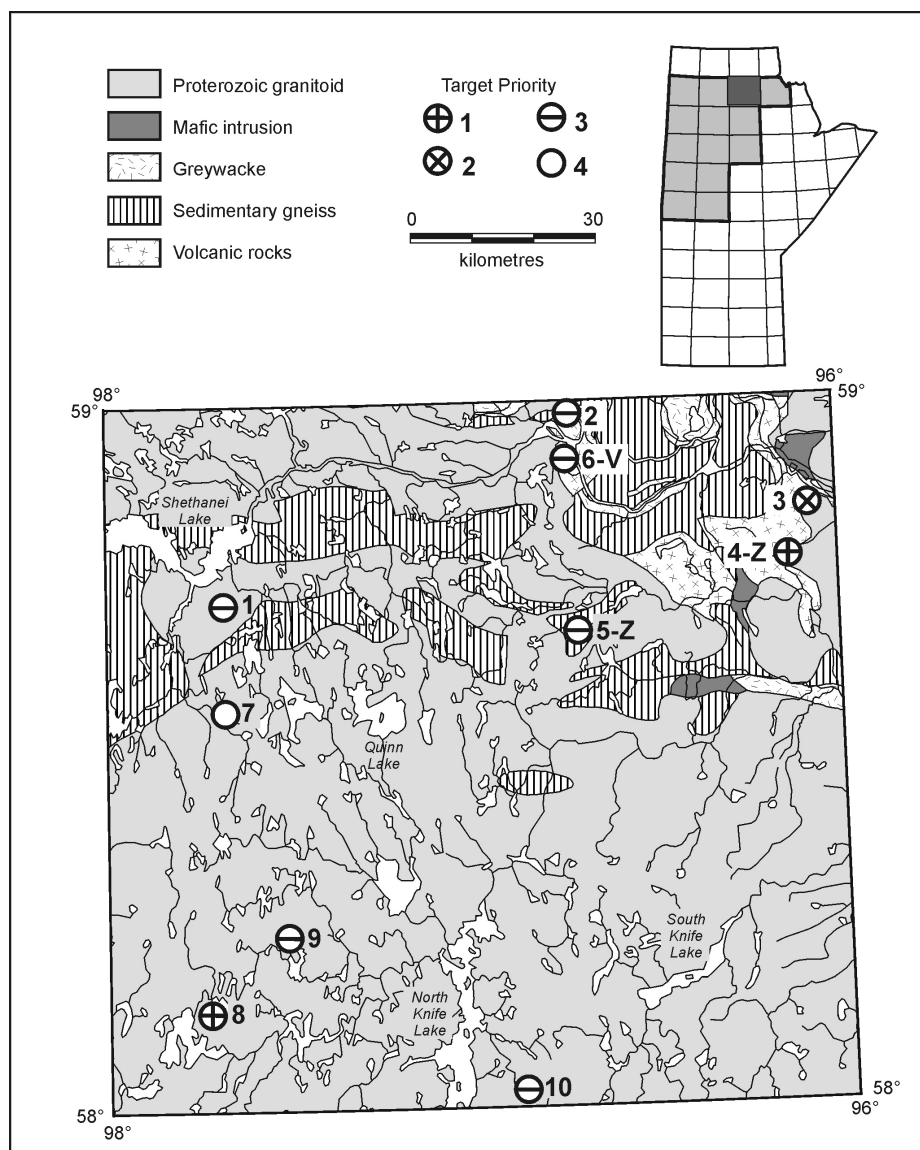 Proterozoic granitoid
Mafic intrusion
Greywacke
Sedimentary gneiss
Volcanic rocks
Target Priority
1
3
2
4
0 30
kilometres
98°
59°
96°
59°
2
6-V
Shethanei
Lake
3
4-Z
1
5-Z
7
Quinn
Lake
9
South
Knife
Lake
8
North
Knife
Lake
10
58°
98°
58°
96°